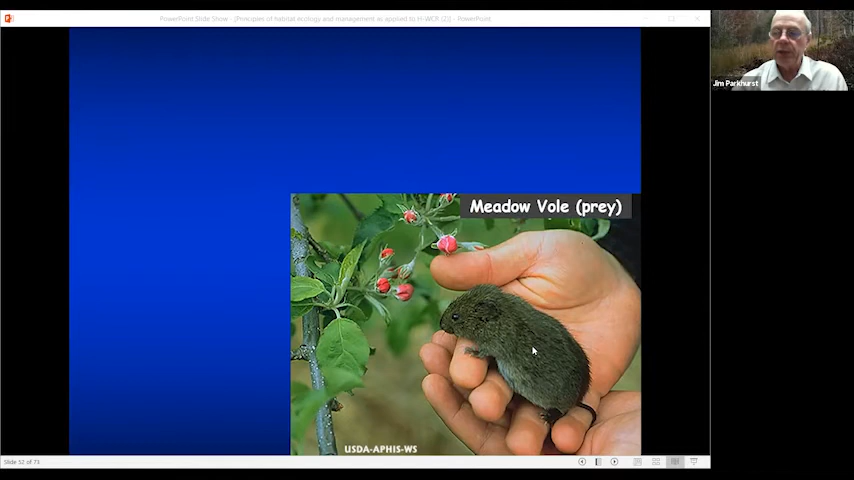 PowerPoint Slide Show - [Principles of habitat ecology and management as applied to H-WCR (2)] - PowerPoint
Jim Parkhurst
Meadow Vole (prey)
USDA-APHIS-WS
Slide 52 of 73